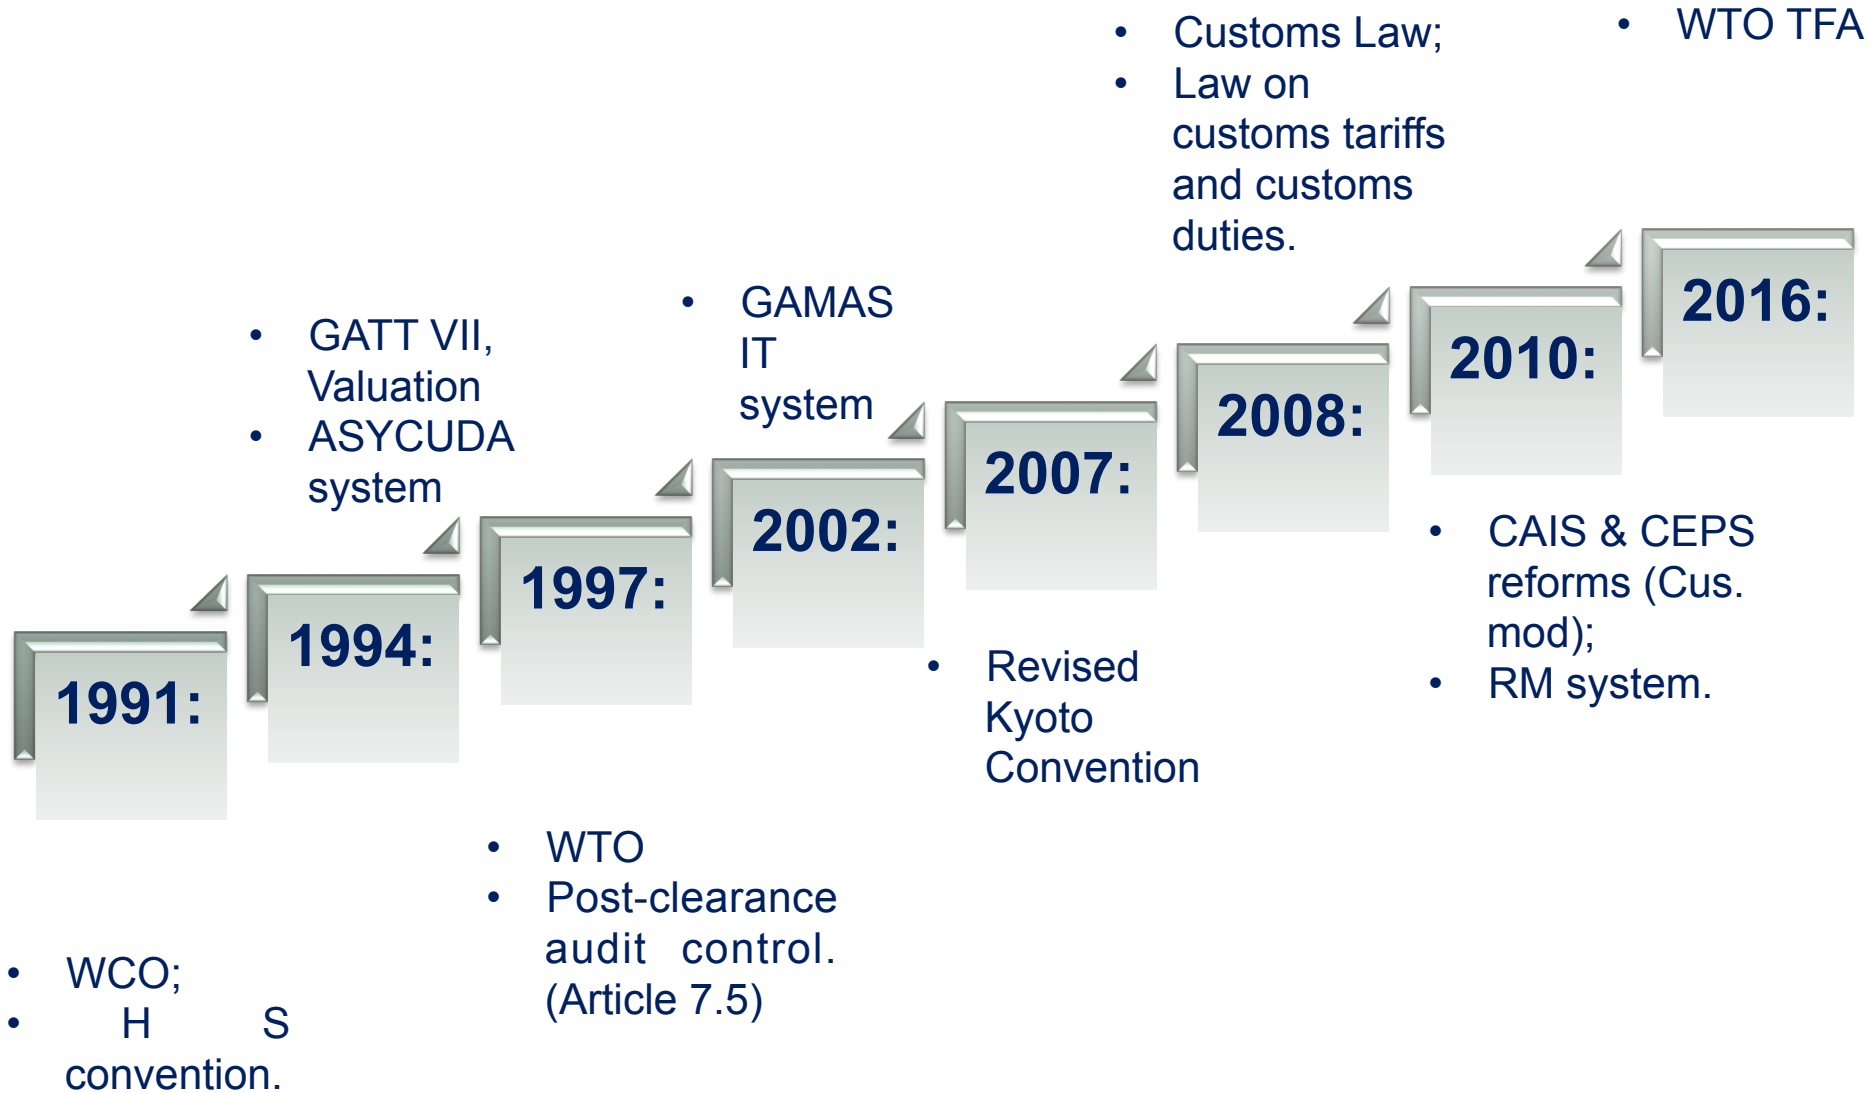 1991:
• WCO;
• H S
convention.
1994:
• GATT VII,
Valuation
• ASYCUDA
system
1997:
• WTO
• Post-clearance
audit control.
(Article 7.5)
2002:
• GAMAS
IT
system
2007:
• Revised
Kyoto
Convention
2008:
• Customs Law;
• Law on
customs tariffs
and customs
duties.
2010:
• CAIS & CEPS
reforms (Cus.
mod);
• RM system.
2016:
• WTO TFA